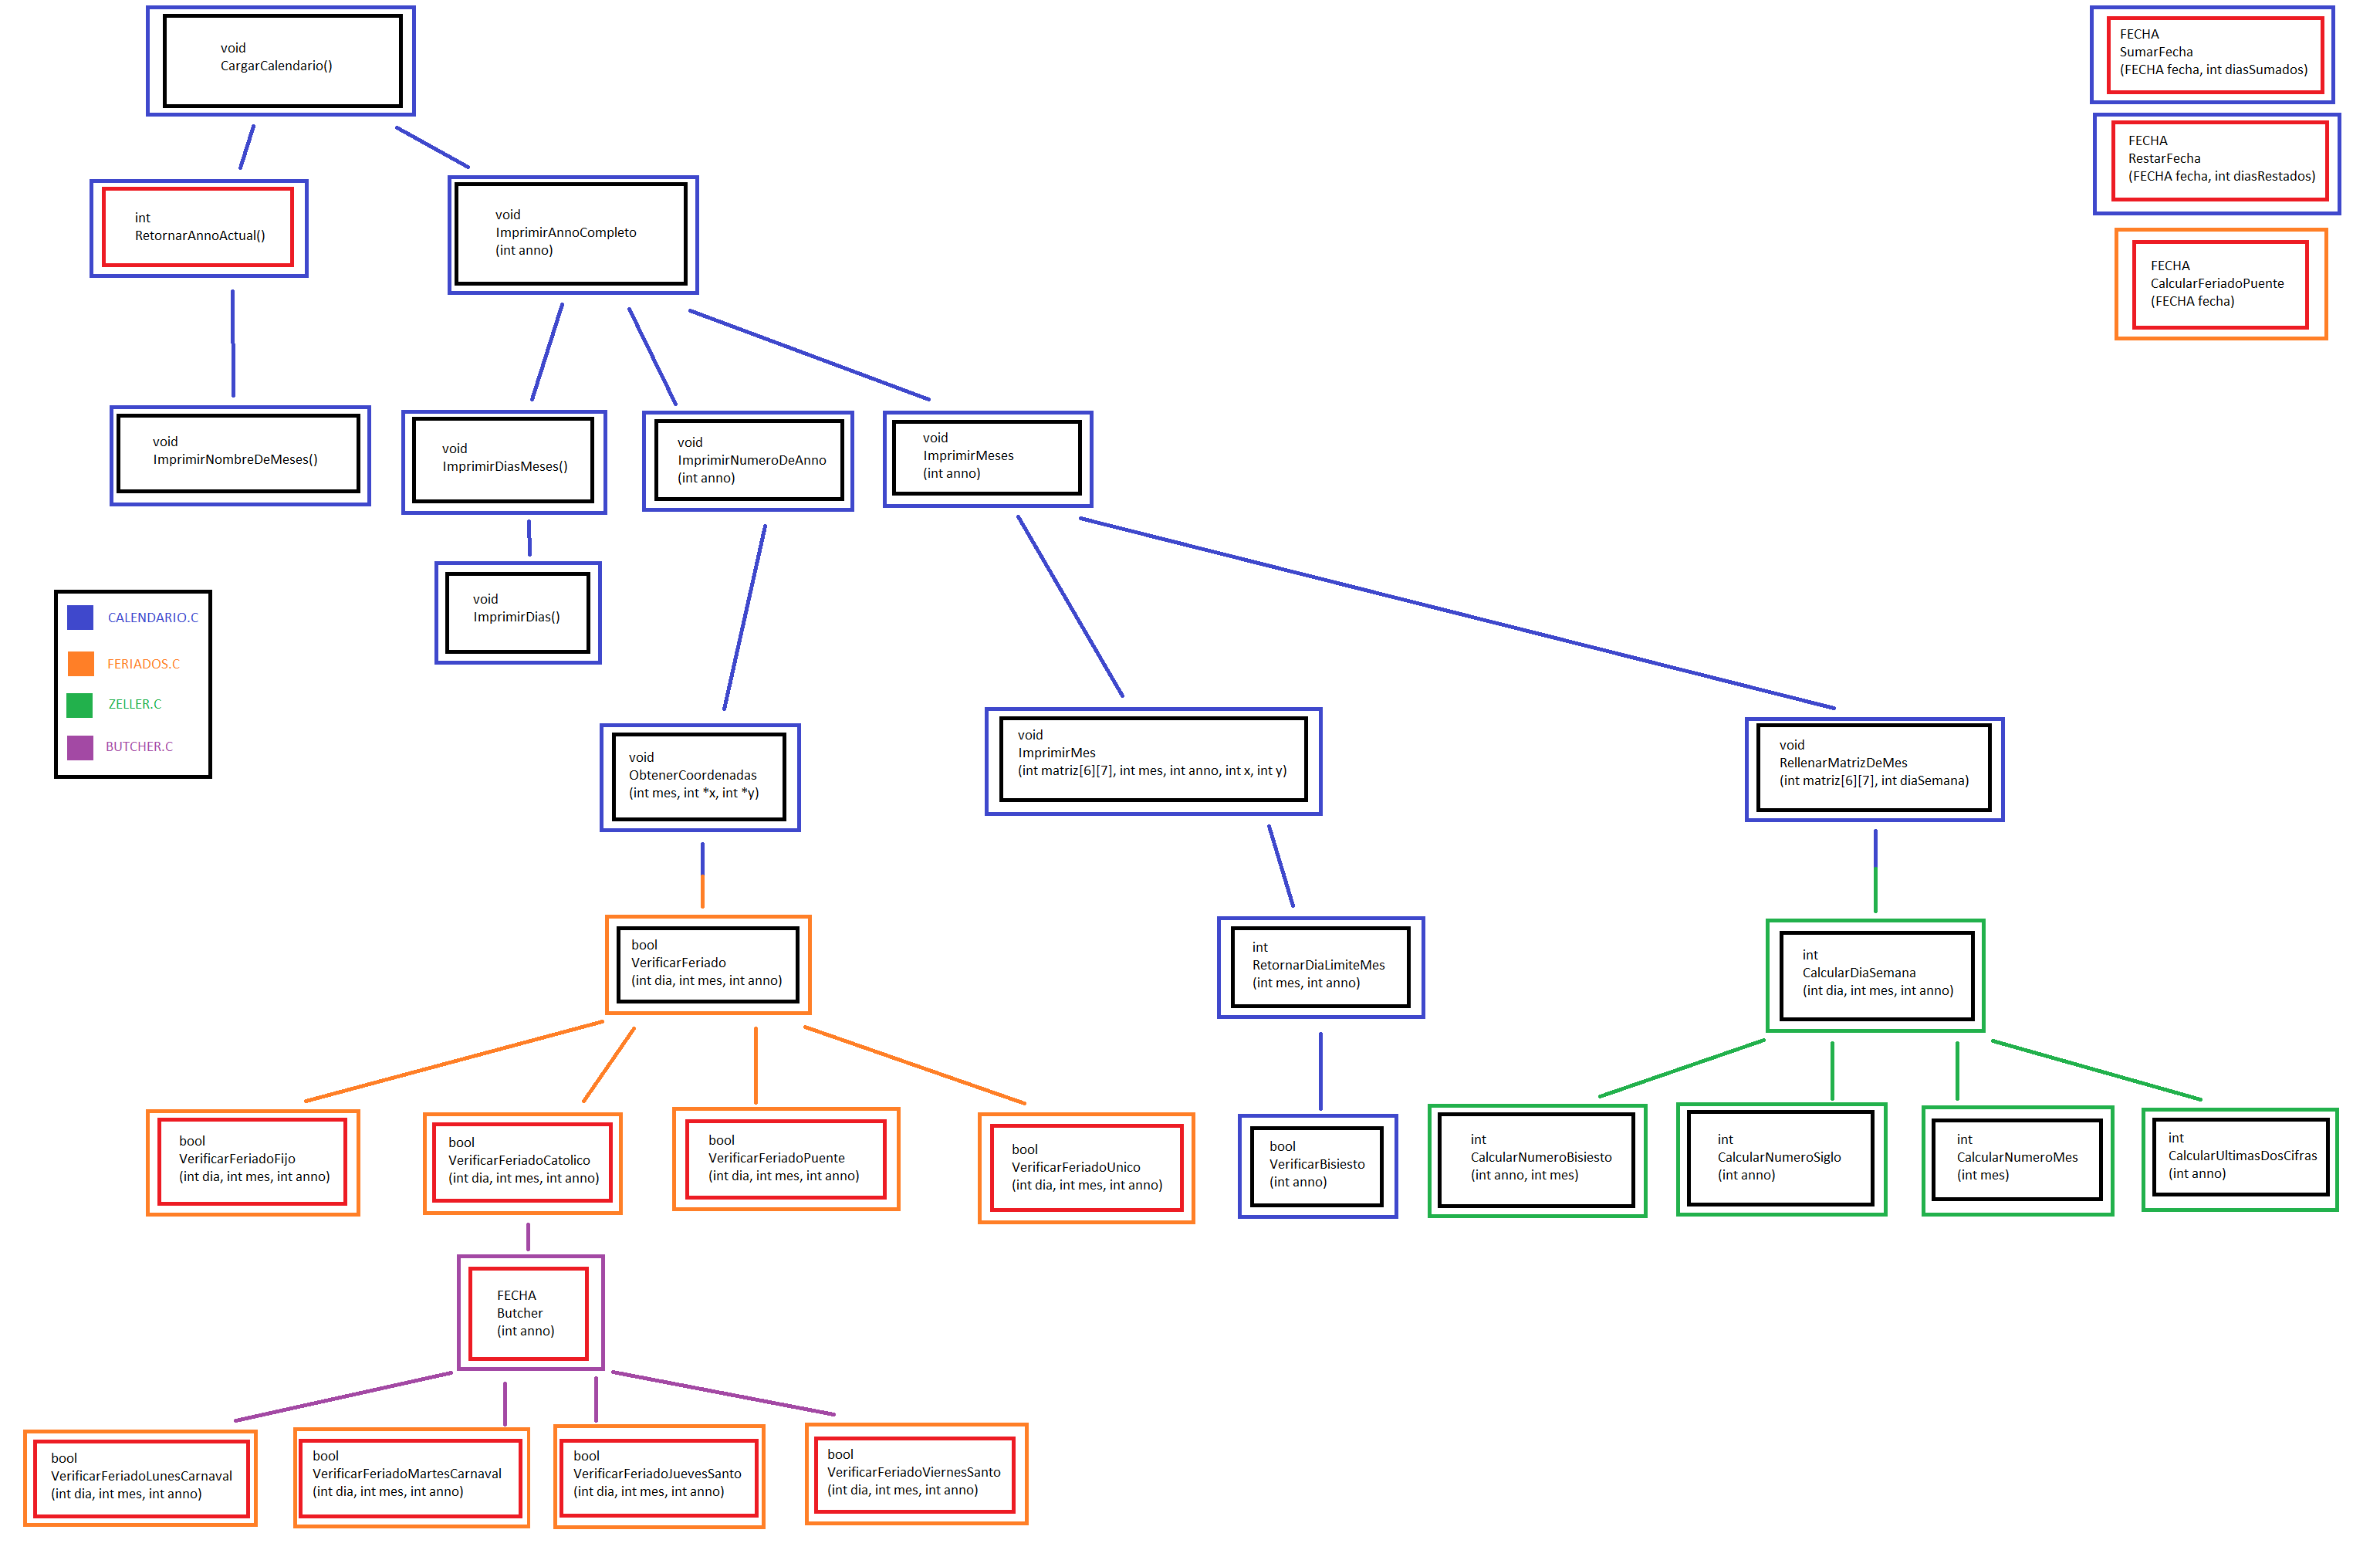 void
CargarCalendario()
FECHA
SumarFecha
(FECHA fecha, int diasSumados)
FECHA
RestarFecha
(FECHA fecha, int diasRestados)
FECHA
CalcularFeriadoPuente
(FECHA fecha)
int
RetornarAnnoActual()
void
ImprimirAnnoCompleto
(int anno)
void
ImprimirNombreDeMeses()
void
ImprimirDiasMeses()
void
ImprimirNumeroDeAnno
(int anno)
void
ImprimirMeses
(int anno)
void
ImprimirDias()
CALENDARIO.C
FERIADOS.C
ZELLER.C
BUTCHER.C
void
ObtenerCoordenadas
(int mes, int *x, int *y)
void
ImprimirMes
(int matriz[6][7], int mes, int anno, int x, int y)
void
RellenarMatrizDeMes
(int matriz[6][7], int diaSemana)
bool
VerificarFeriado
(int dia, int mes, int anno)
int
RetornarDiaLimiteMes
(int mes, int anno)
int
CalcularDiaSemana
(int dia, int mes, int anno)
bool
VerificarFeriadoFijo
(int dia, int mes, int anno)
bool
VerificarFeriadoCatolico
(int dia, int mes, int anno)
bool
VerificarFeriadoPuente
(int dia, int mes, int anno)
bool
VerificarFeriadoUnico
(int dia, int mes, int anno)
bool
VerificarBisiesto
(int anno)
int
CalcularNumeroBisiesto
(int anno, int mes)
int
CalcularNumeroSiglo
(int anno)
int
CalcularNumeroMes
(int mes)
int
CalcularUltimasDosCifras
(int anno)
FECHA
Butcher
(int anno)
bool
VerificarFeriadoLunesCarnaval
(int dia, int mes, int anno)
bool
VerificarFeriadoMartesCarnaval
(int dia, int mes, int anno)
bool
VerificarFeriadoJuevesSanto
(int dia, int mes, int anno)
bool
VerificarFeriadoViernesSanto
(int dia, int mes, int anno)